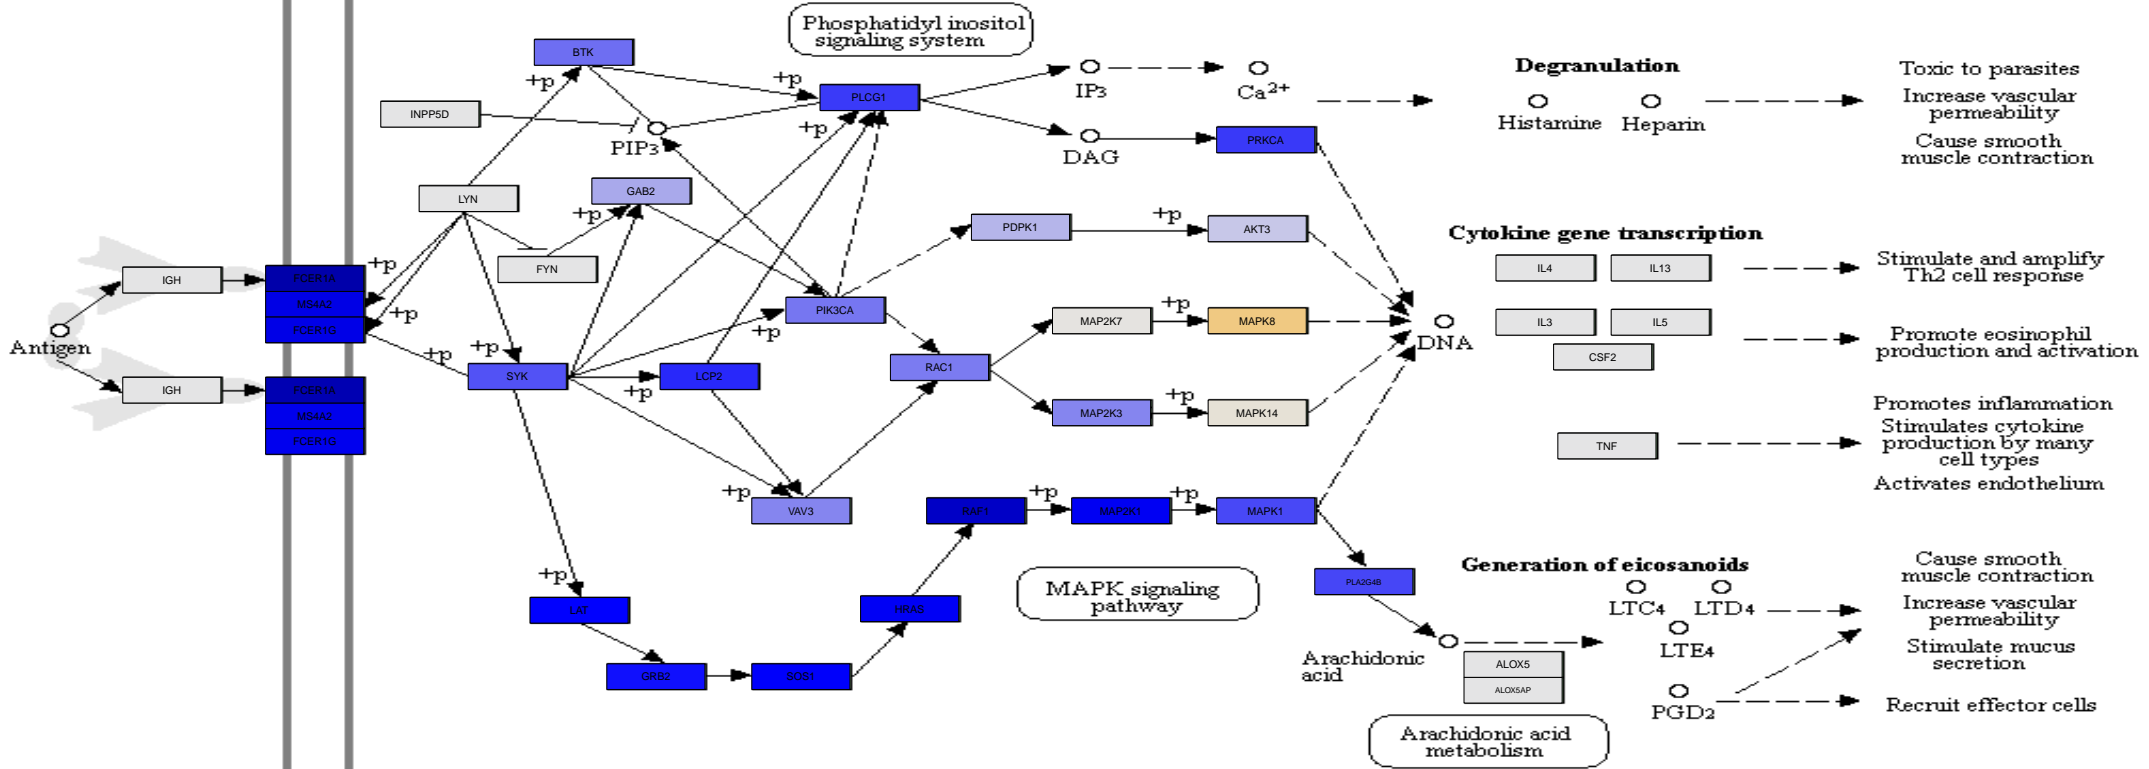 Phosphatidyl inositol
signaling system
BTK
+p
+p
PLCG1
IP3
Ca2+
Degranulation
Histamine
Heparin
Toxic to parasites
Increase vascular
permeability
Cause smooth
muscle contraction
INPP5D
PIP3
+p
DAG
PRKCA
LYN
GAB2
+p
FYN
PDPK1
+p
AKT3
Cytokine gene transcription
IL4
IL13
Stimulate and amplify
Th2 cell response
IL3
IL5
CSF2
Promote eosinophil
production and activation
Antigen
IGH
IGH
FCER1A
MS4A2
FCER1G
FCER1A
MS4A2
FCER1G
+p
+p
+p
+p
SYK
+p
LCP2
PIK3CA
+p
RAC1
MAP2K7
+p
MAPK8
MAP2K3
+p
MAPK14
DNA
TNF
Promotes inflammation
Stimulates cytokine
production by many
cell types
Activates endothelium
+p
VAV3
RAF1
+p
MAP2K1
+p
MAPK1
+p
LAT
GRB2
SOS1
HRAS
MAPK signaling
pathway
PLA2G4B
Generation of eicosanoids
LTC4
LTD4
LTE4
PGD2
Arachidonic
acid
ALOX5
ALOX5AP
Arachidonic acid
metabolism
Cause smooth
muscle contraction
Increase vascular
permeability
Stimulate mucus
secretion
Recruit effector cells